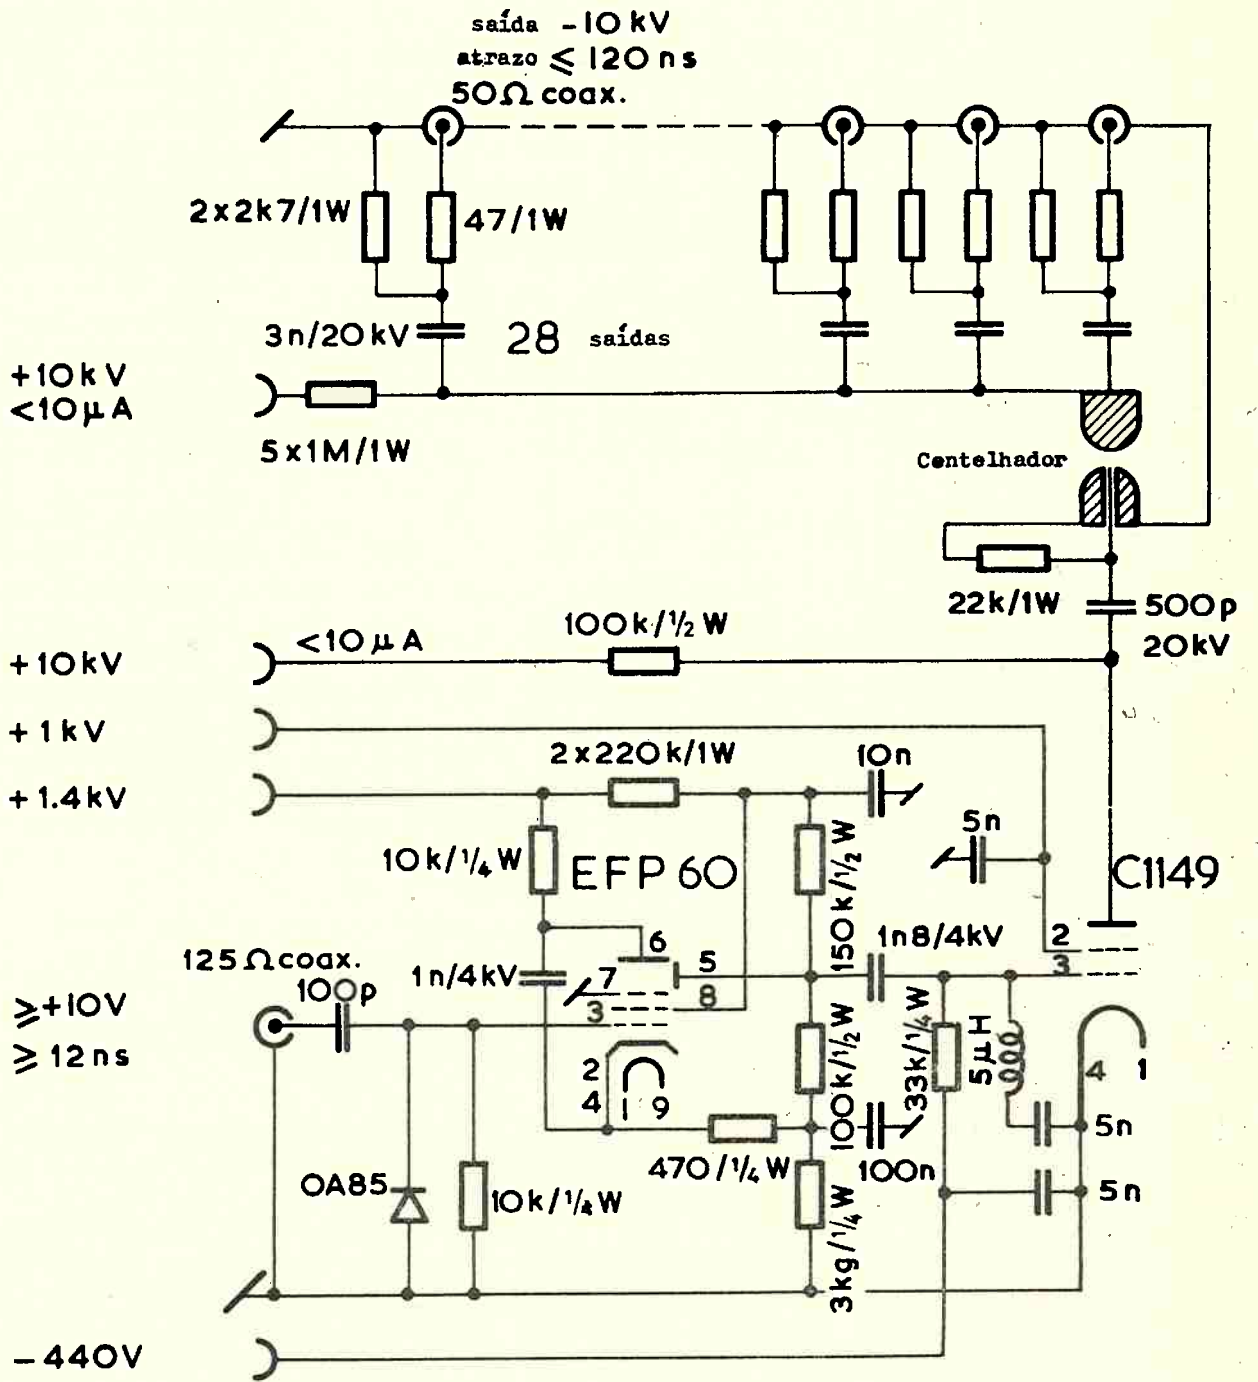 saída -10 kV
atrazo ⩽ 120 ns
50Ω coax.
2x2k7/1W
47/1W
3n/20kV
28 saídas
+10kV
<10μA
5x1M/1W
Centelhador
22k/1W
500p
20kV
100k/½W
<10μA
+10kV
+1kV
2x220k/1W
10n
+1.4kV
5n
10k/¼W
EFP 60
150k/½W
C1149
6
2
125Ωcoax.
1n/4kV
7
5
1n8/4kV
3
100p
8
⩾+10V
3
⩾ 12ns
100k/½W
33k/¼W
5μH
2
4
1
4
1
9
5n
470/¼W
100n
OA85
10k/¼W
5n
3kg/¼W
-440V